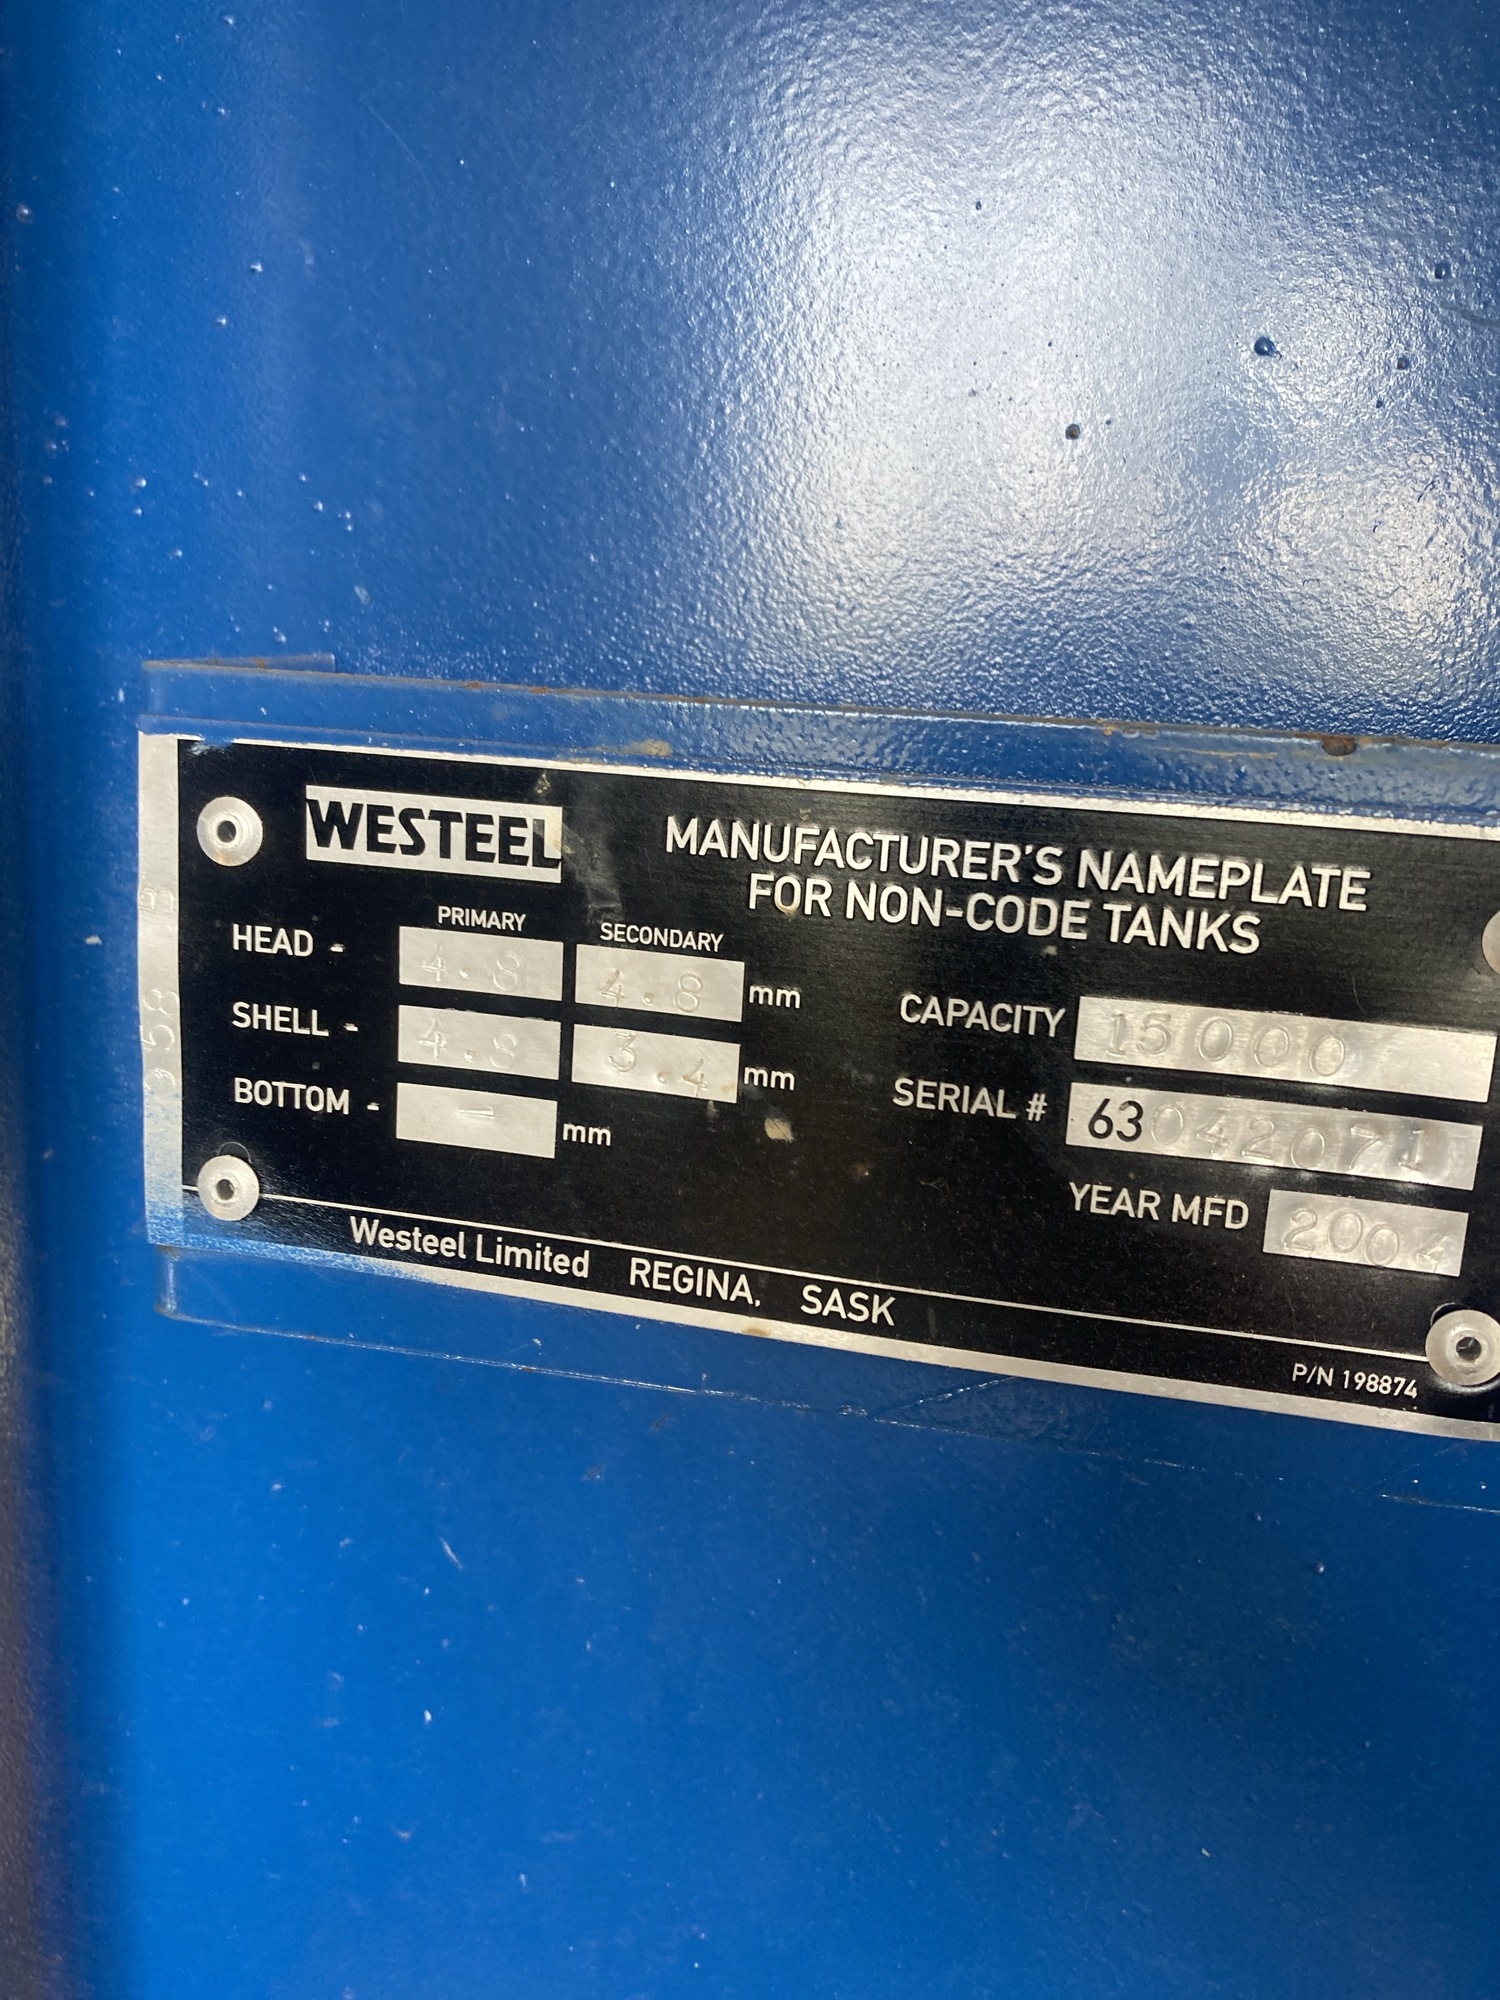 WESTEEL
MANUFACTURER'S NAMEPLATE
FOR NON-CODE TANKS
PRIMARY SECONDARY
HEAD - 4.8 4.8 mm
SHELL - 4.8 3.4 mm
BOTTOM - - mm
CAPACITY 15000
SERIAL # 63042071
YEAR MFD 2004
Westeel Limited REGINA, SASK
P/N 198874